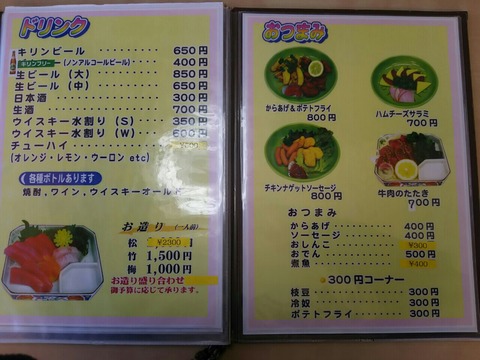 ドリンク
キリンビール ‥‥‥‥‥ 650円
キリンフリー (ノンアルコールビール) ‥‥ 400円
生ビール (大) ‥‥‥‥‥ 850円
生ビール (中) ‥‥‥‥‥ 650円
日本酒 ‥‥‥‥‥ 300円
生酒 ‥‥‥‥‥ 700円
ウイスキー水割り (S) ‥‥‥ 350円
ウイスキー水割り (W) ‥‥‥ 600円
チューハイ ‥‥‥‥‥
(オレンジ・レモン・ウーロン etc)
各種ボトルあります
焼酎,ワイン,ウイスキーオールド
お造り (一人前)
松 ¥2300
竹 1,500円
梅 1,000円
お造り盛り合わせ
御予算に応じて承ります。
おつまみ
からあげ&ポテトフライ
800円
ハムチーズサラミ
700円
チキンナゲットソーセージ
800円
牛肉のたたき
700円
おつまみ
からあげ ‥‥‥‥‥ 400円
ソーセージ ‥‥‥‥‥ 400円
おしんこ ‥‥‥‥‥ ¥300
おでん ‥‥‥‥‥ 500円
煮魚 ‥‥‥‥‥ ¥400
300円コーナー
枝豆 ‥‥‥‥‥ 300円
冷奴 ‥‥‥‥‥ 300円
ポテトフライ ‥‥‥ 300円